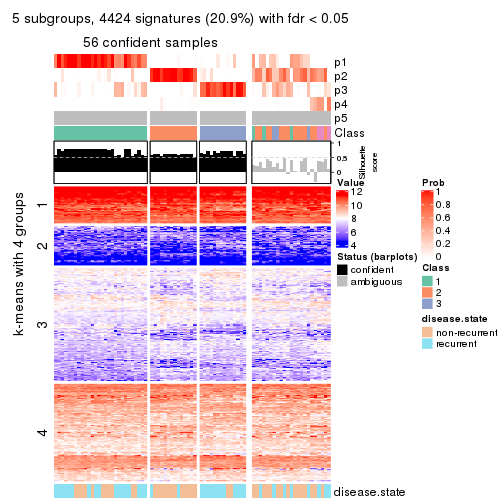 5 subgroups, 4424 signatures (20.9%) with fdr < 0.05
56 confident samples
p1
p2
p3
p4
p5
Class
1
0.5
0
Silhouette
score
k-means with 4 groups
1
2
3
4
disease.state
Value
12
10
8
6
4
Status (barplots)
confident
ambiguous
Prob
1
0.8
0.6
0.4
0.2
0
Class
1
2
3
disease.state
non-recurrent
recurrent